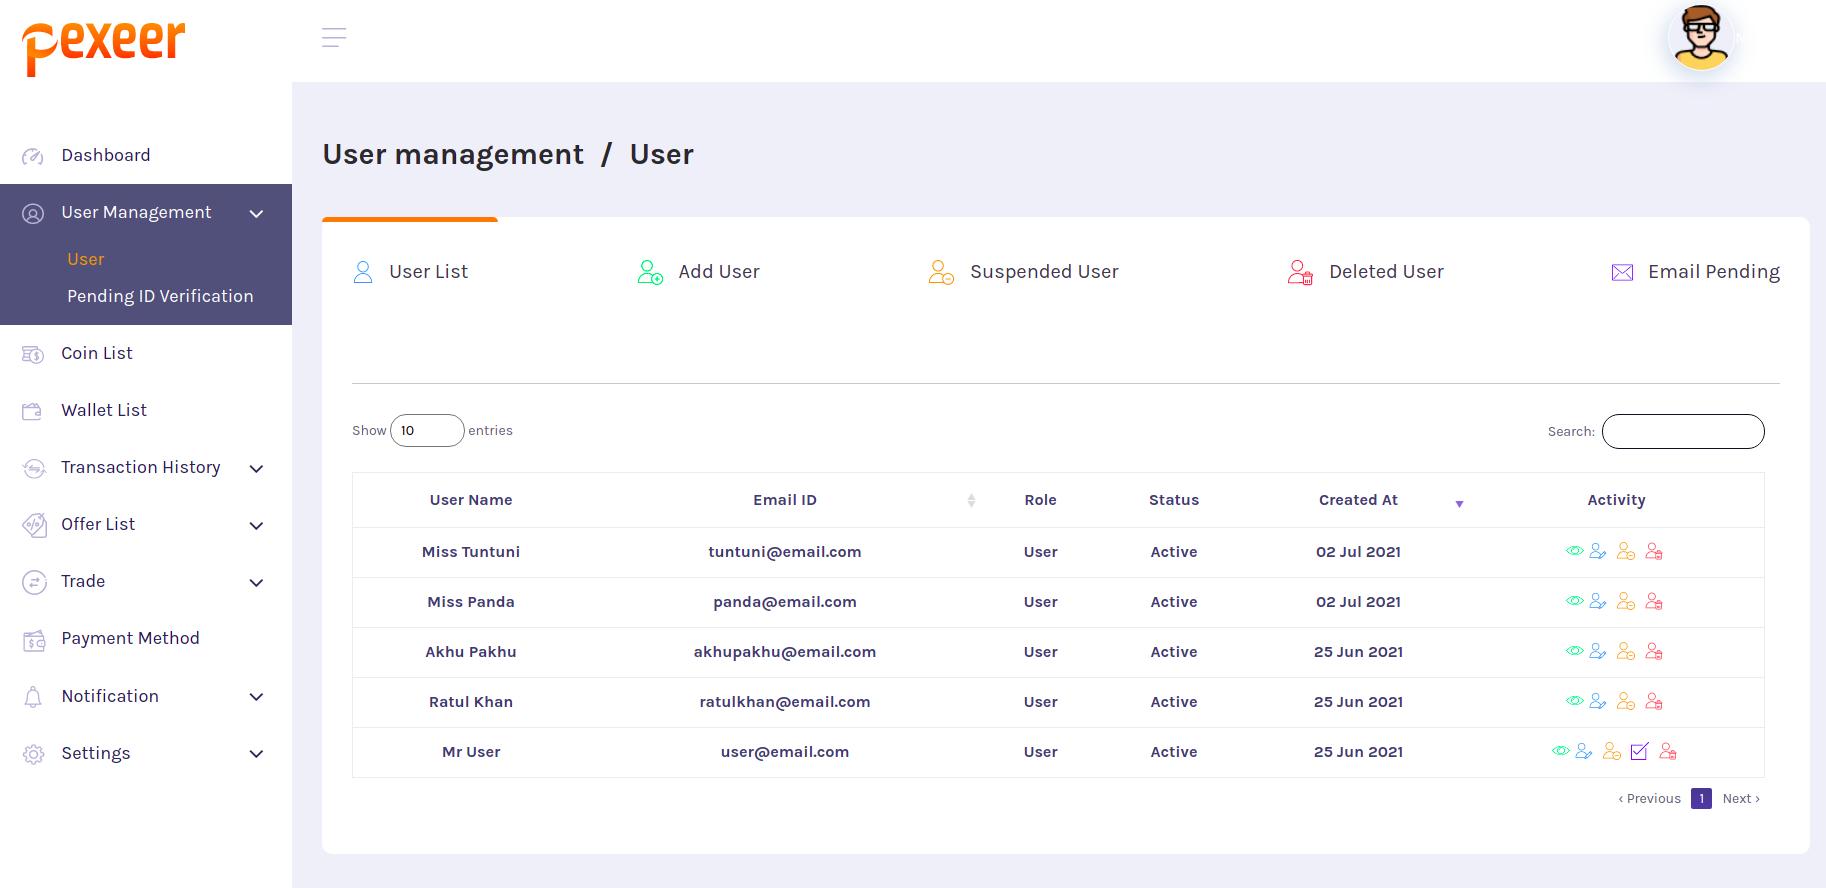 pexeer
Dashboard
User Management
User
Pending ID Verification
Coin List
Wallet List
Transaction History
Offer List
Trade
Payment Method
Notification
Settings
User management / User
User List
Add User
Suspended User
Deleted User
Email Pending
Show 10 entries
Search:
User Name Email ID Role Status Created At Activity
Miss Tuntuni tuntuni@email.com User Active 02 Jul 2021
Miss Panda panda@email.com User Active 02 Jul 2021
Akhu Pakhu akhupakhu@email.com User Active 25 Jun 2021
Ratul Khan ratulkhan@email.com User Active 25 Jun 2021
Mr User user@email.com User Active 25 Jun 2021
‹ Previous 1 Next ›